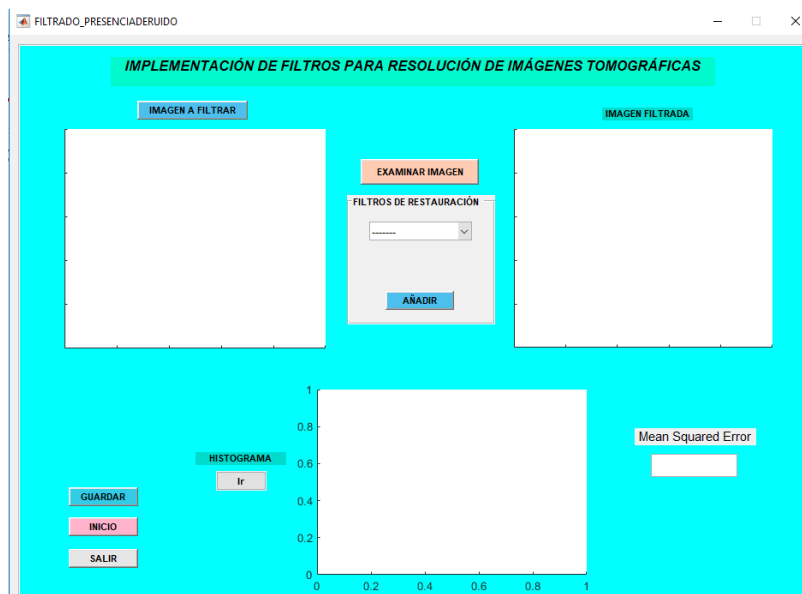 FILTRADO_PRESENCIADERUIDO
IMPLEMENTACIÓN DE FILTROS PARA RESOLUCIÓN DE IMÁGENES TOMOGRÁFICAS
IMAGEN A FILTRAR
IMAGEN FILTRADA
EXAMINAR IMAGEN
FILTROS DE RESTAURACIÓN
-------
AÑADIR
HISTOGRAMA
Ir
1
0.8
0.6
0.4
0.2
0
0 0.2 0.4 0.6 0.8 1
Mean Squared Error
GUARDAR
INICIO
SALIR